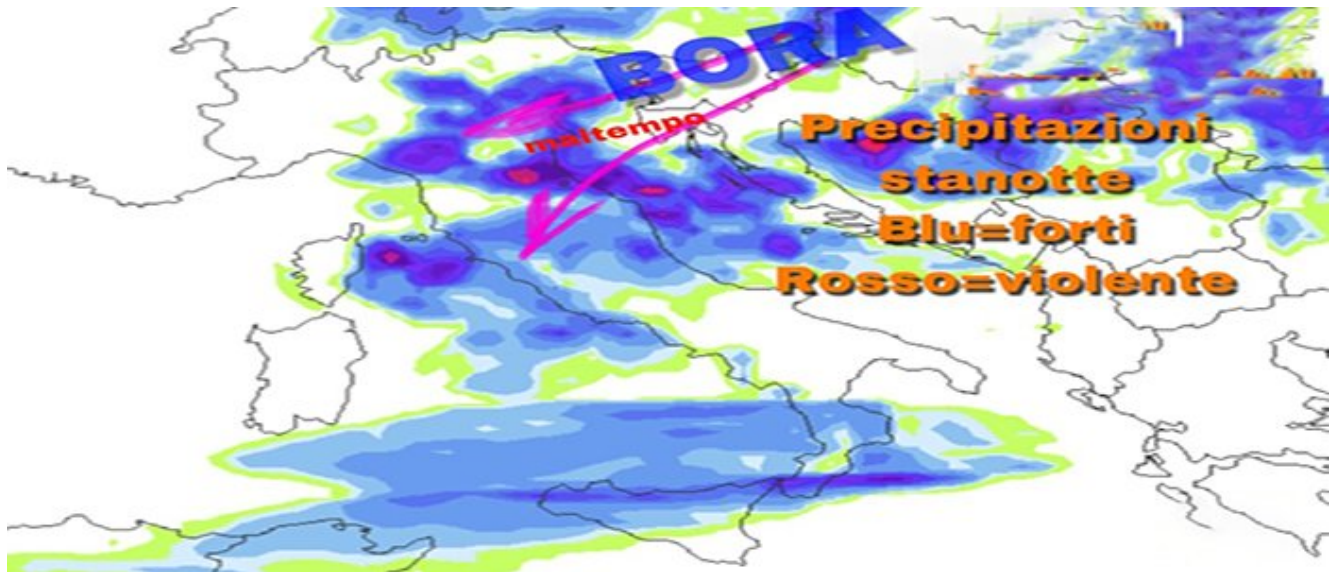 BORA
maltempo
Precipitazioni
stanotte
Blu=forti
Rosso=violente